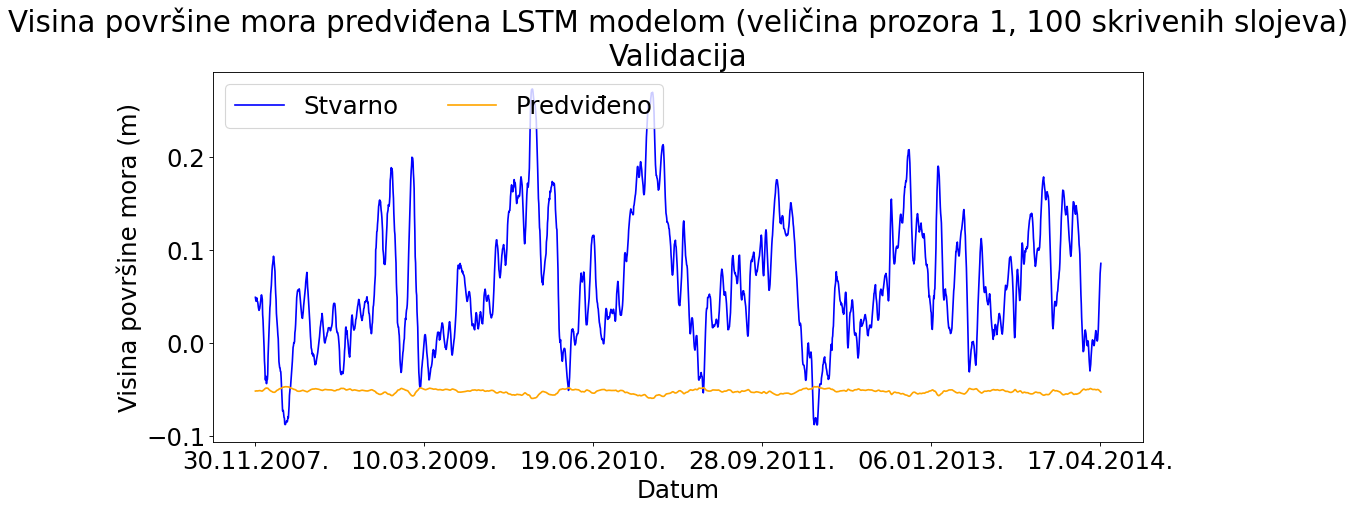 Visina površine mora predviđena LSTM modelom (veličina prozora 1, 100 skrivenih slojeva)
Validacija
Stvarno Predviđeno
Visina površine mora (m)
0.2
0.1
0.0
−0.1
30.11.2007. 10.03.2009. 19.06.2010. 28.09.2011. 06.01.2013. 17.04.2014.
Datum